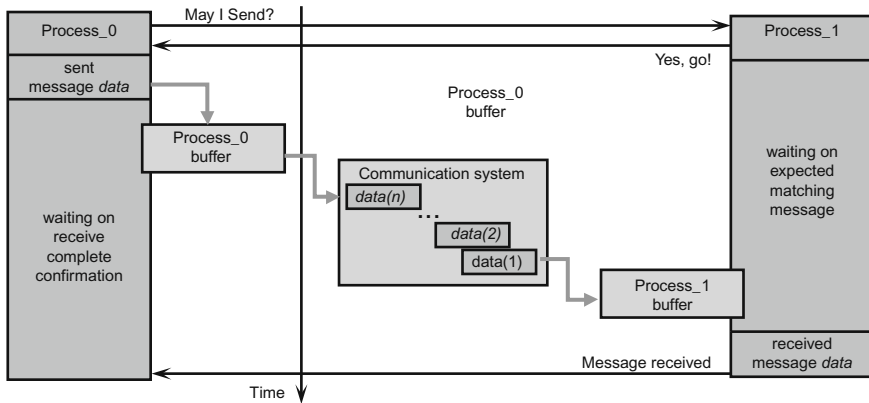 May I Send?
Process_0
Process_1
Yes, go!
sent
message data
Process_0
buffer
Process_0
buffer
Communication system
data(n)
...
data(2)
data(1)
waiting on
expected
matching
message
waiting on
receive
complete
confirmation
Process_1
buffer
received
message data
Message received
Time